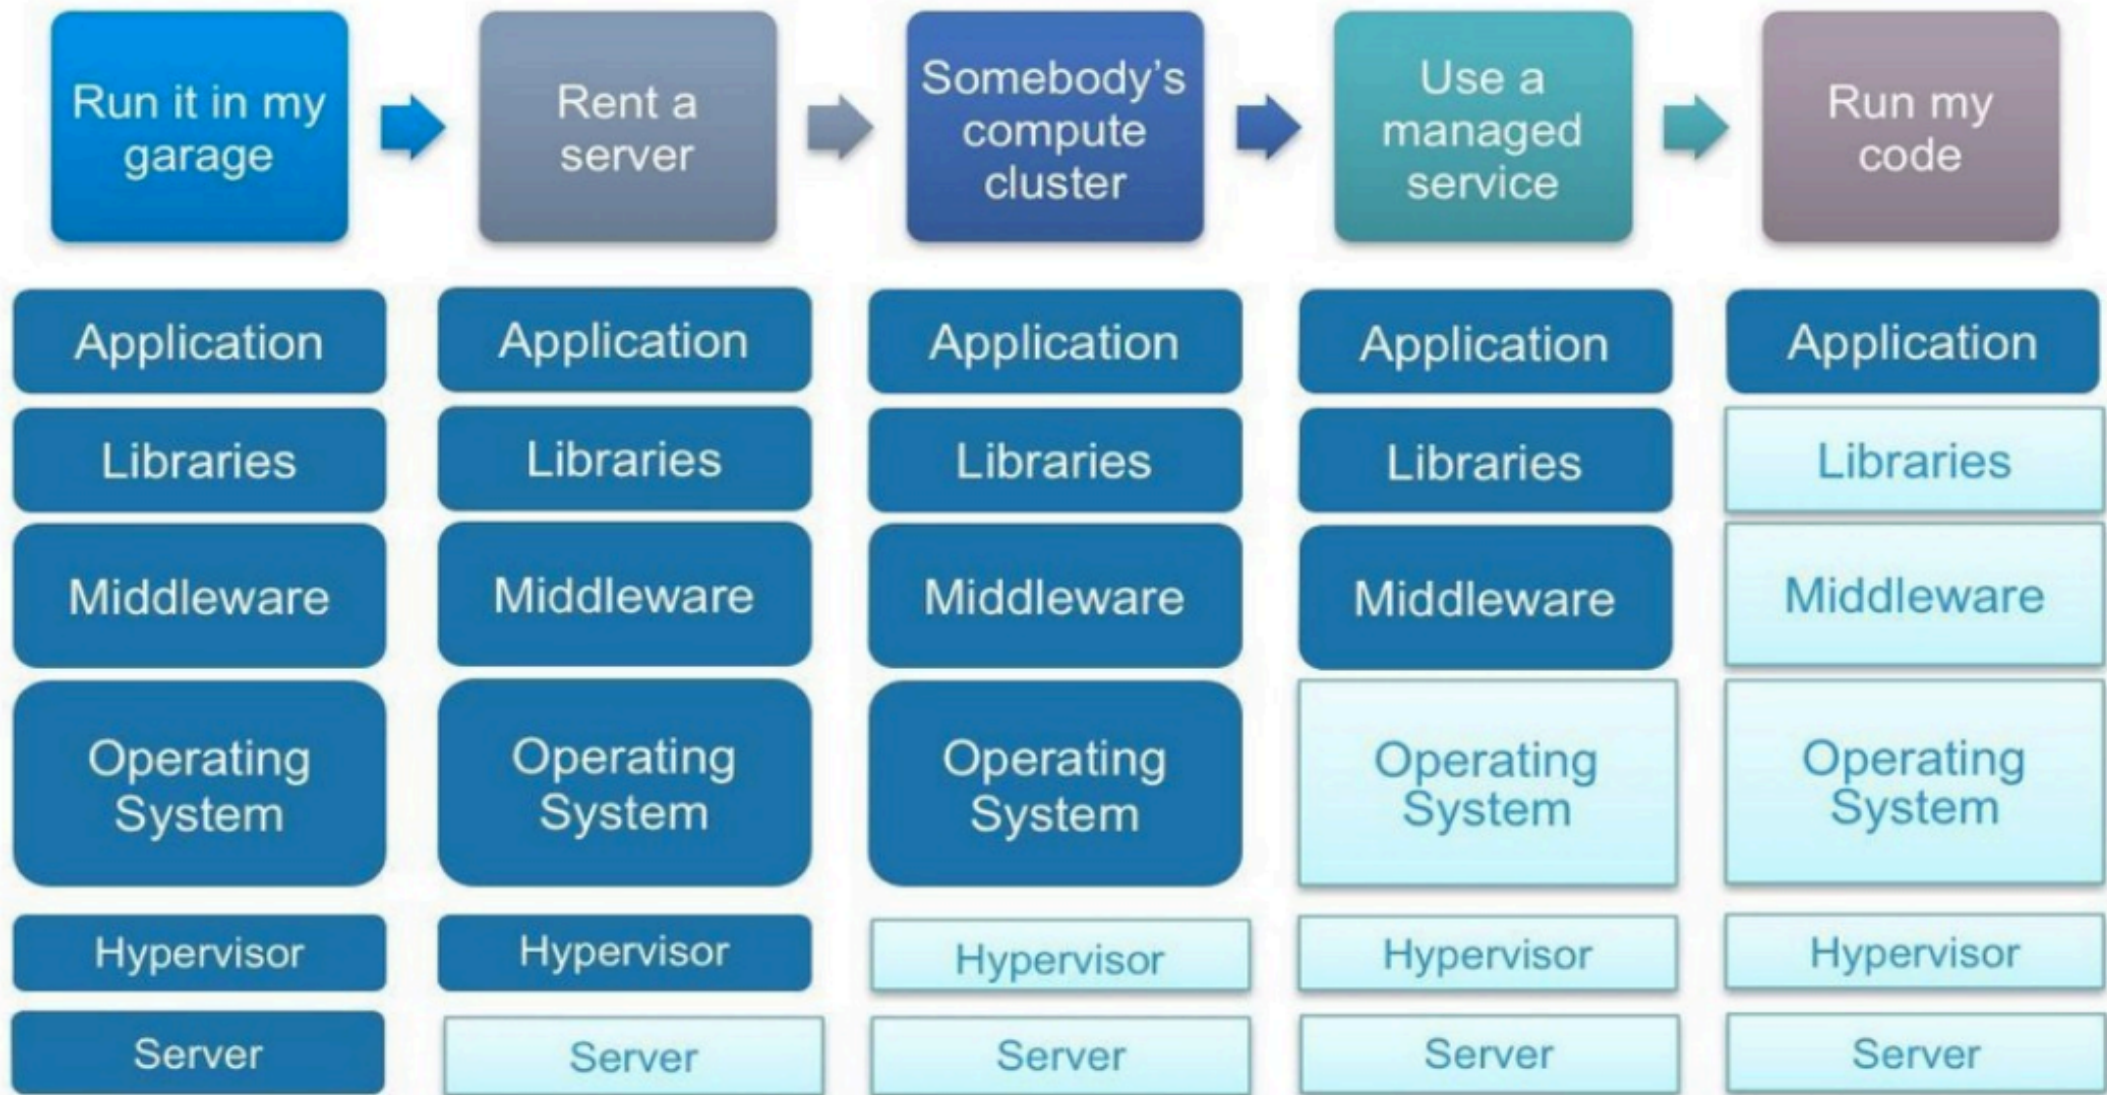 Run it in my
garage
Rent a
server
Somebody's
compute
cluster
Use a
managed
service
Run my
code
Application
Application
Application
Application
Application
Libraries
Libraries
Libraries
Libraries
Libraries
Middleware
Middleware
Middleware
Middleware
Middleware
Operating
System
Operating
System
Operating
System
Operating
System
Operating
System
Hypervisor
Hypervisor
Hypervisor
Hypervisor
Hypervisor
Server
Server
Server
Server
Server